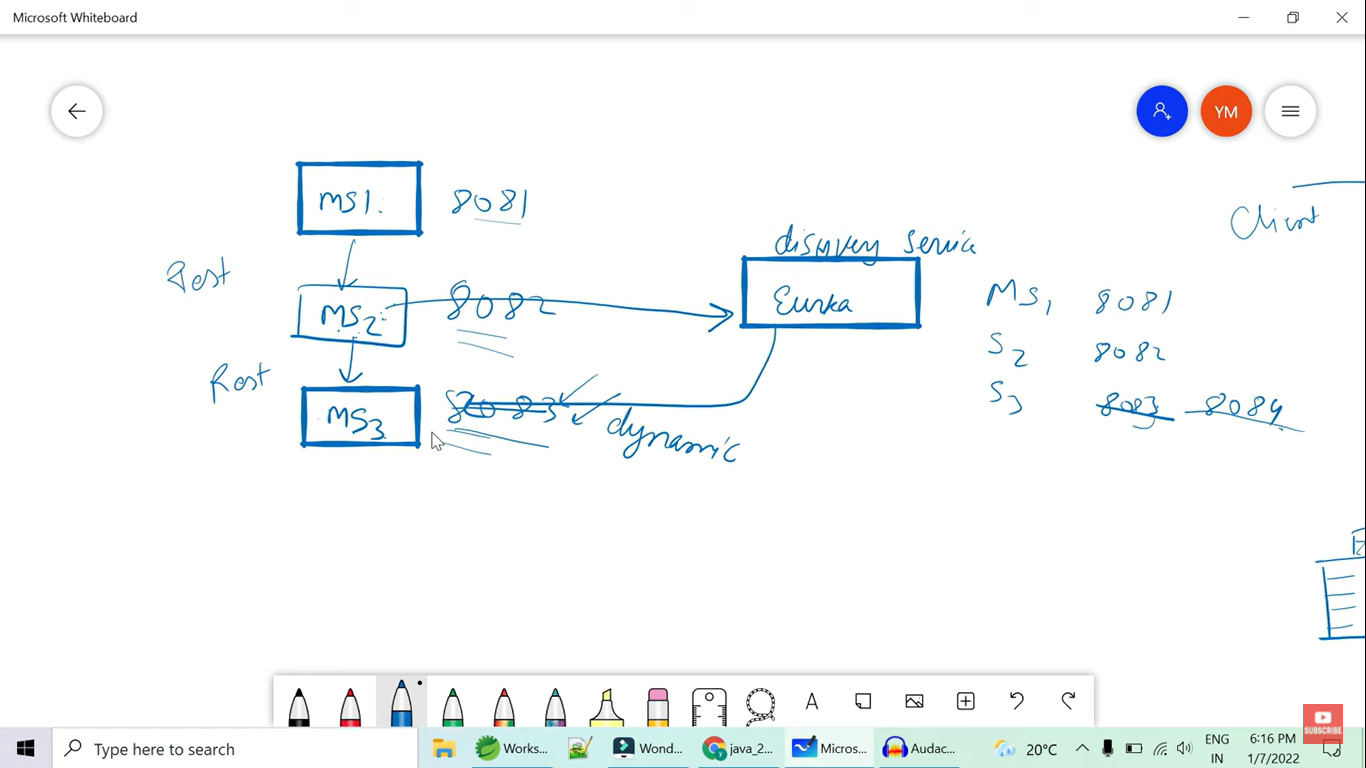 Microsoft Whiteboard
YM
MS1.
8081
Client
discovery service
Rest
MS2
8082
Eurka
MS1 8081
S2 8082
Rest
MS3
8083
dynamic
S3 8083 8084
A
SUBSCRIBE
Type here to search
Works...
Wond...
java_2...
Micros...
Audac...
20°C
ENG
IN
6:16 PM
1/7/2022